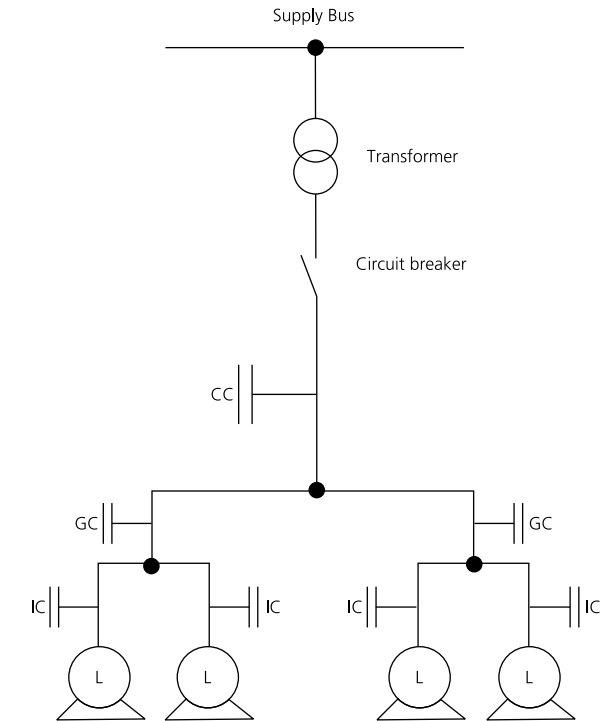 Supply Bus
Transformer
Circuit breaker
CC
GC
GC
IC
IC
IC
IC
L
L
L
L